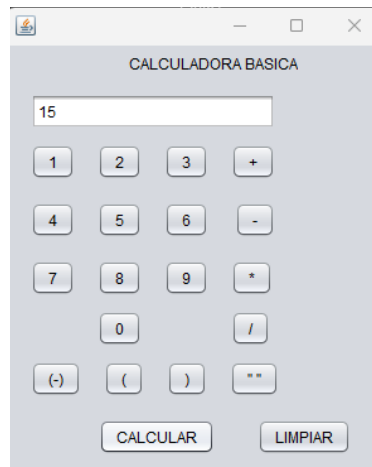 CALCULADORA BASICA
15
1 2 3 +
4 5 6 -
7 8 9 *
0 /
(-) ( ) " "
CALCULAR LIMPIAR